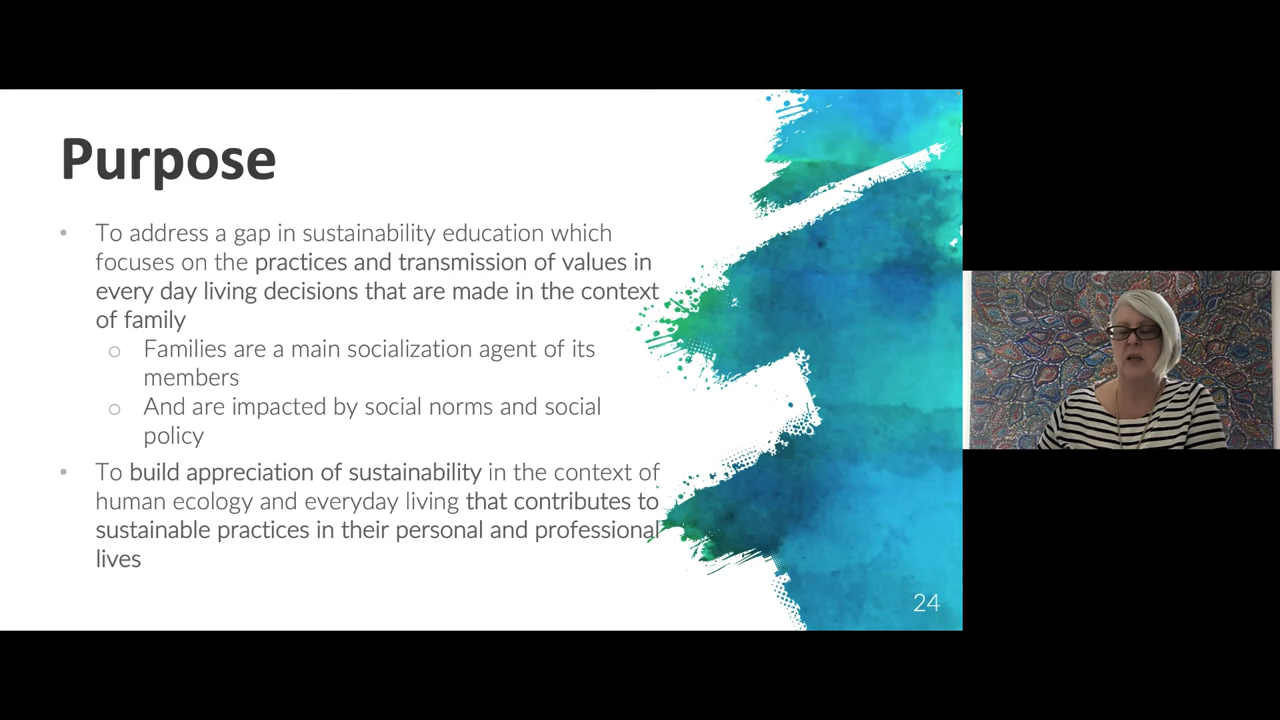 Purpose
• To address a gap in sustainability education which
focuses on the practices and transmission of values in
every day living decisions that are made in the context
of family
○ Families are a main socialization agent of its
members
○ And are impacted by social norms and social
policy
• To build appreciation of sustainability in the context of
human ecology and everyday living that contributes to
sustainable practices in their personal and professional
lives
24